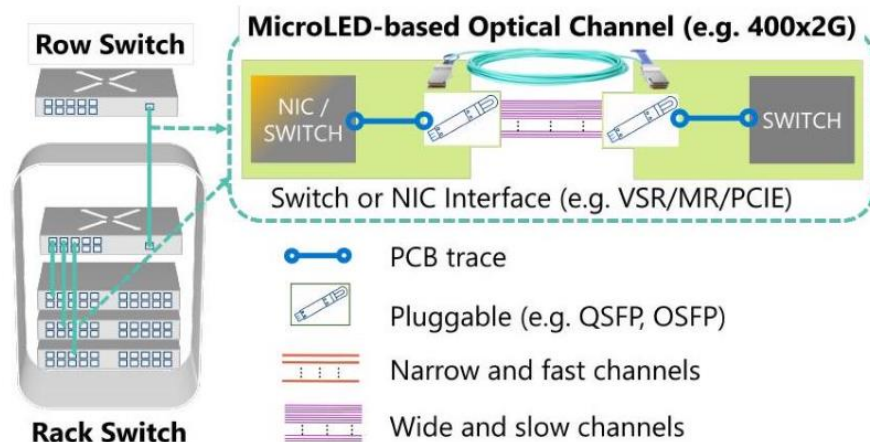 MicroLED-based Optical Channel (e.g. 400x2G)
Row Switch
NIC /
SWITCH
SWITCH
Switch or NIC Interface (e.g. VSR/MR/PCIE)
PCB trace
Pluggable (e.g. QSFP, OSFP)
Narrow and fast channels
Wide and slow channels
Rack Switch